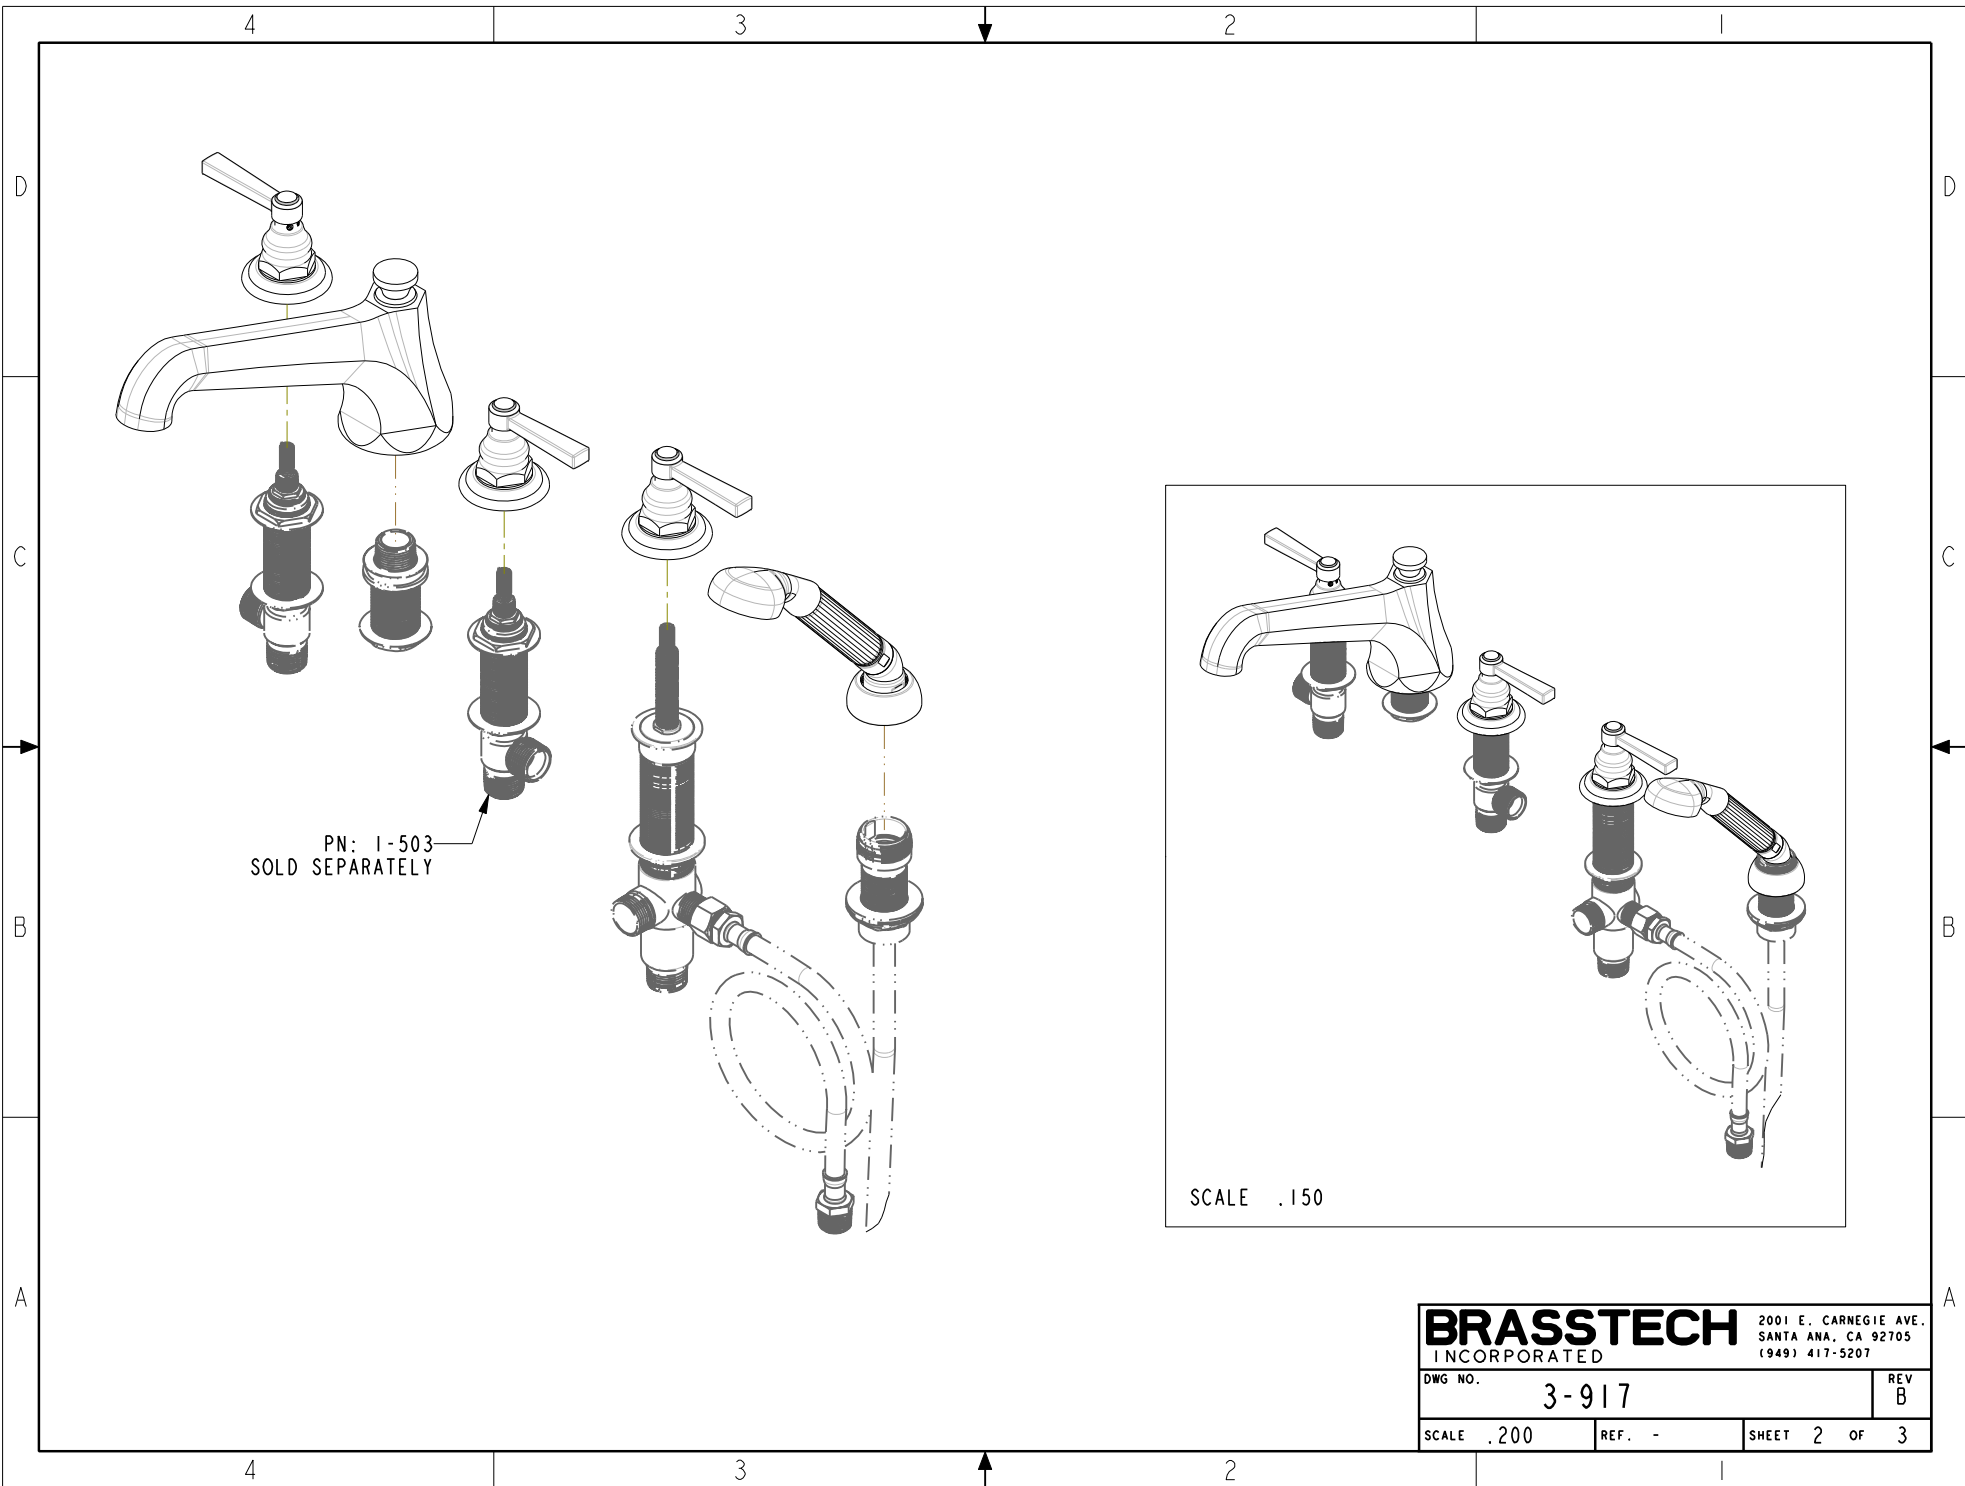 4 3 2 1
D D
C C
PN: 1-503
SOLD SEPARATELY
B B
SCALE .150
A A
BRASSTECH
INCORPORATED
2001 E. CARNEGIE AVE.
SANTA ANA, CA 92705
(949) 417-5207
DWG NO.
3-917
REV
B
SCALE .200 REF. - SHEET 2 OF 3
4 3 2 1